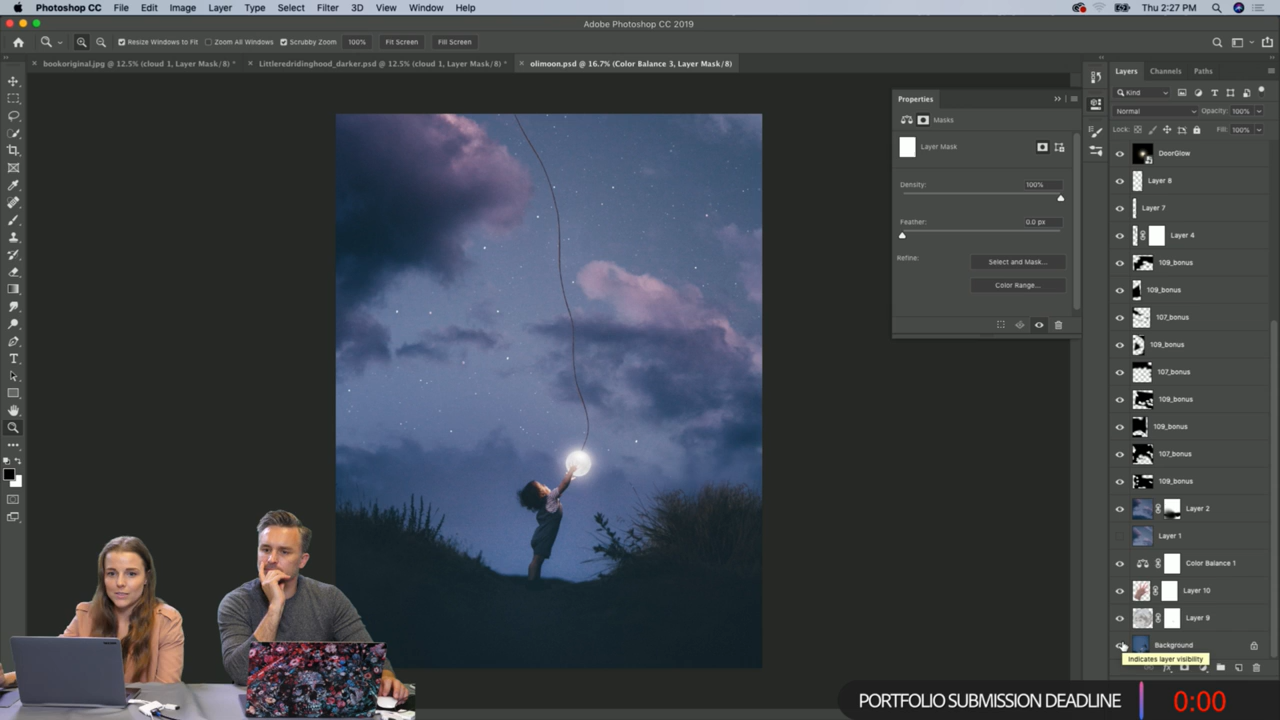 Photoshop CC File Edit Image Layer Type Select Filter 3D View Window Help
Thu 2:27 PM
Adobe Photoshop CC 2019
Resize Windows to Fit Zoom All Windows Scrubby Zoom 100% Fit Screen Fill Screen
bookoriginal.jpg @ 12.5% (cloud 1, Layer Mask/8) *
Littleredridinghood_darker.psd @ 12.5% (cloud 1, Layer Mask/8) *
olimoon.psd @ 16.7% (Color Balance 3, Layer Mask/8)
Properties
Masks
Layer Mask
Density: 100%
Feather: 0.0 px
Refine:
Select and Mask...
Color Range...
Layers Channels Paths
Kind
Normal Opacity: 100%
Lock: Fill: 100%
DoorGlow
Layer 8
Layer 7
Layer 4
109_bonus
109_bonus
107_bonus
109_bonus
107_bonus
109_bonus
109_bonus
107_bonus
109_bonus
Layer 2
Layer 1
Color Balance 1
Layer 10
Layer 9
Background
Indicates layer visibility
PORTFOLIO SUBMISSION DEADLINE 0:00